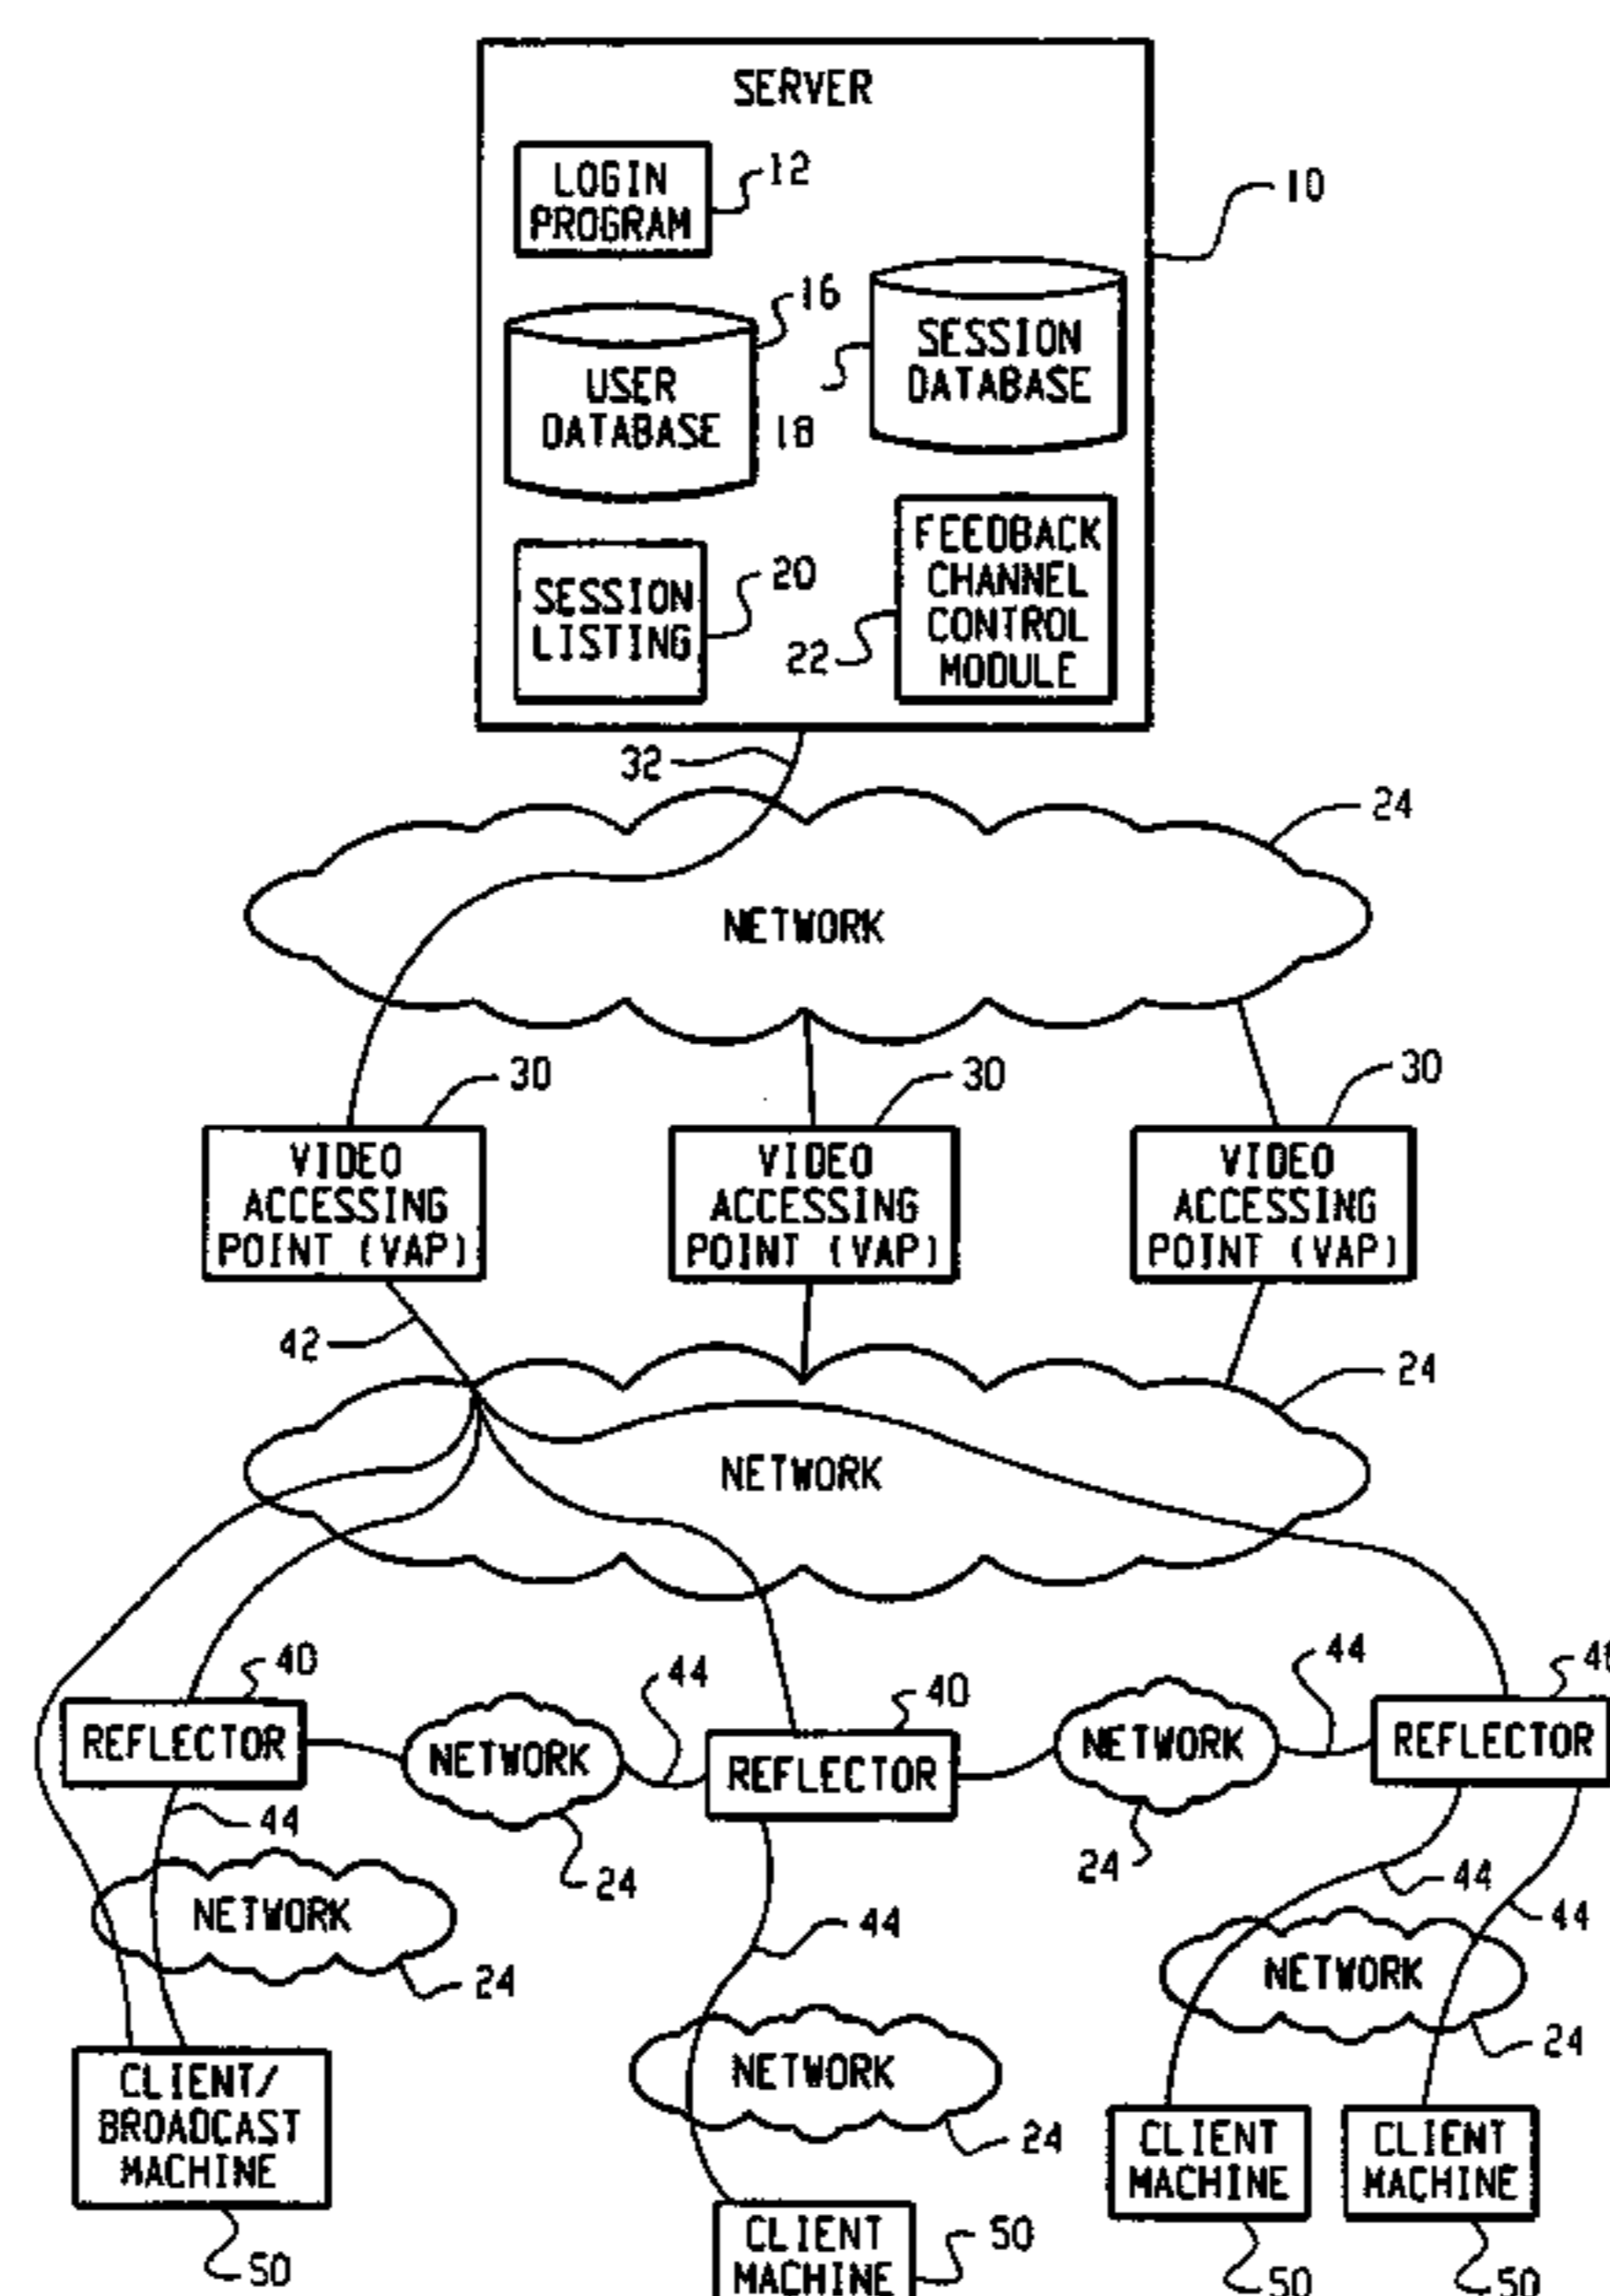 SERVER
LOGIN
PROGRAM
12
10
16
SESSION
DATABASE
USER
DATABASE
18
FEEDBACK
CHANNEL
CONTROL
MODULE
20
SESSION
LISTING
22
32
24
NETWORK
30
30
30
VIDEO
ACCESSING
POINT (VAP)
VIDEO
ACCESSING
POINT (VAP)
VIDEO
ACCESSING
POINT (VAP)
42
24
NETWORK
40
44
40
44
REFLECTOR
NETWORK
REFLECTOR
NETWORK
REFLECTOR
44
24
24
44
44
NETWORK
44
24
NETWORK
24
NETWORK
24
CLIENT/
BROADCAST
MACHINE
CLIENT
MACHINE
CLIENT
MACHINE
50
CLIENT
MACHINE
50
50
50